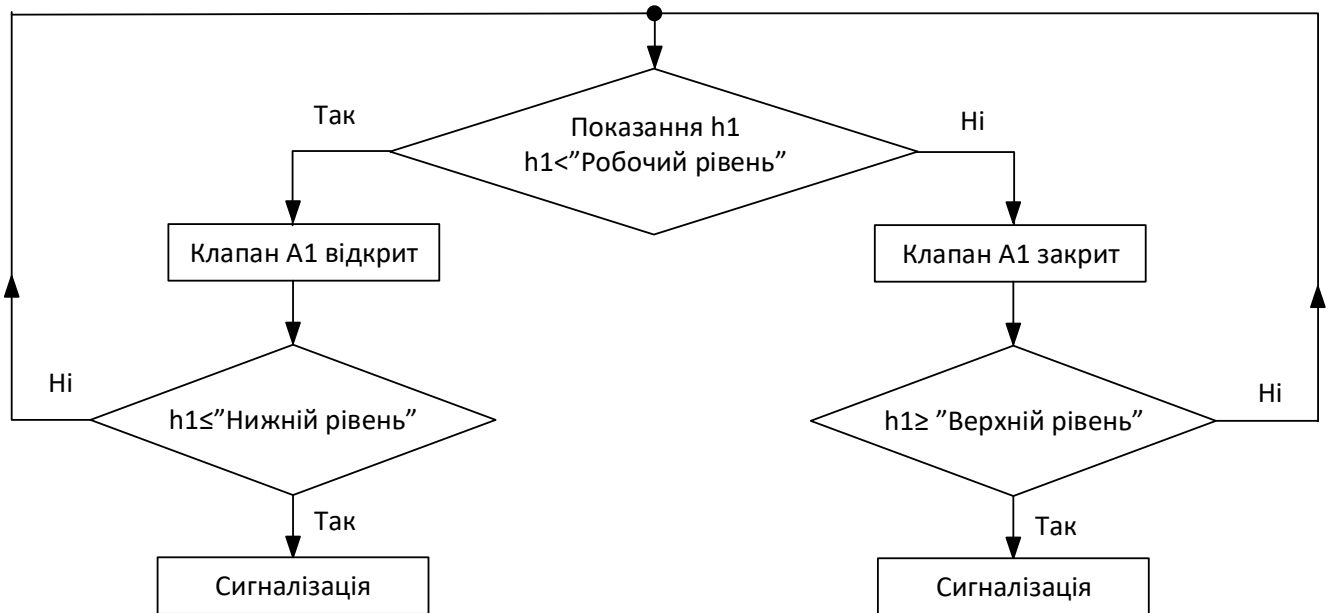 Показання h1
h1<”Робочий рівень”
Так
Ні
Клапан А1 відкрит
Клапан А1 закрит
Ні
h1≤”Нижній рівень”
h1≥ ”Верхній рівень”
Ні
Так
Так
Сигналізація
Сигналізація